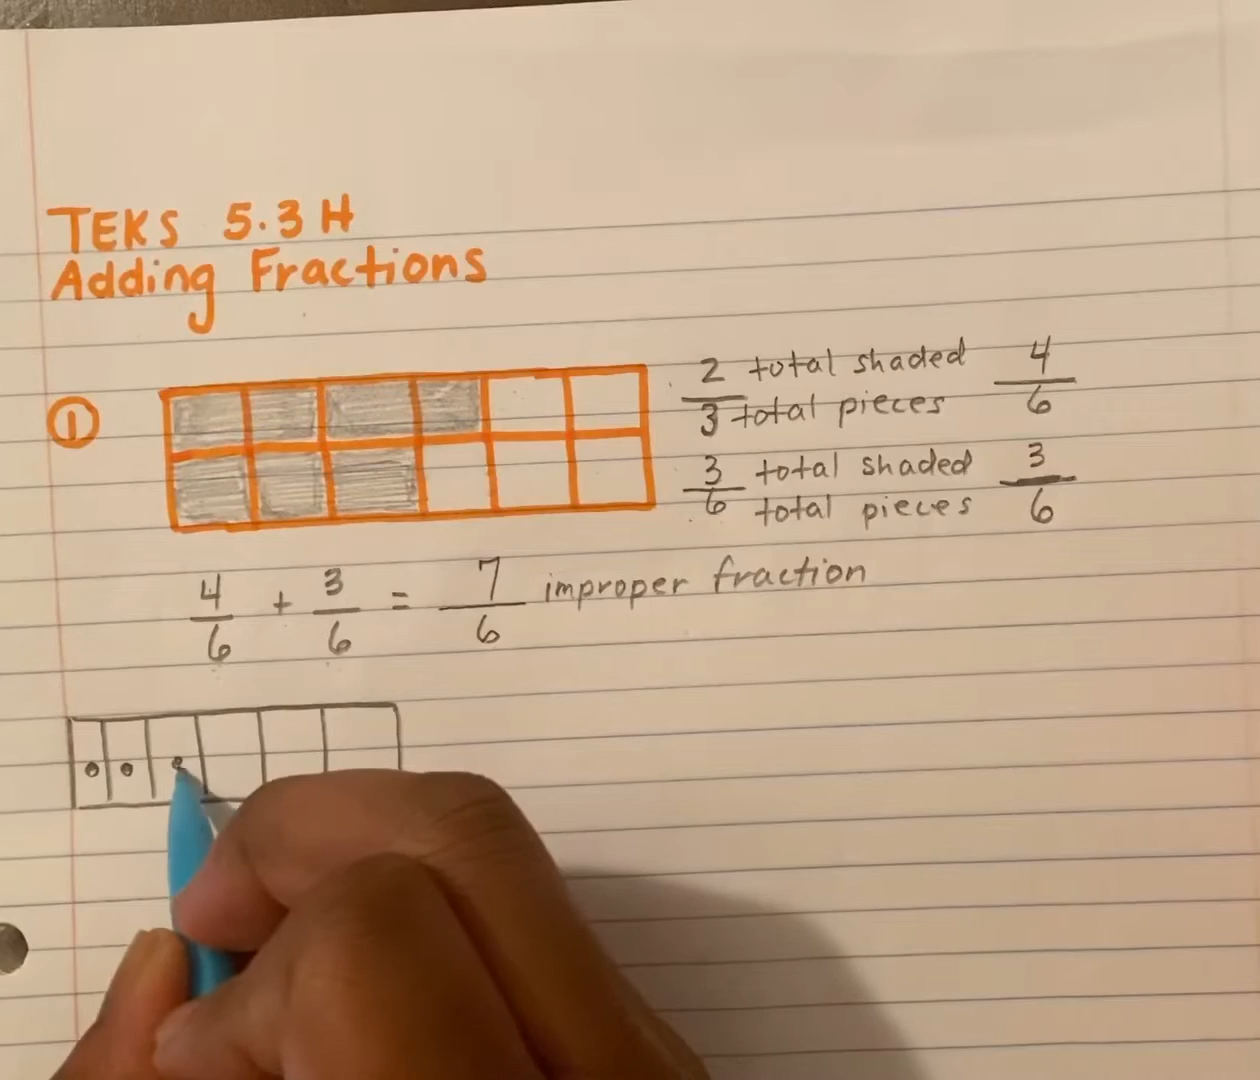 TEKS 5.3H
Adding Fractions
1
2 total shaded 4
3 total pieces 6
3 total shaded 3
6 total pieces 6
4 + 3 = 7 improper fraction
6 6 6